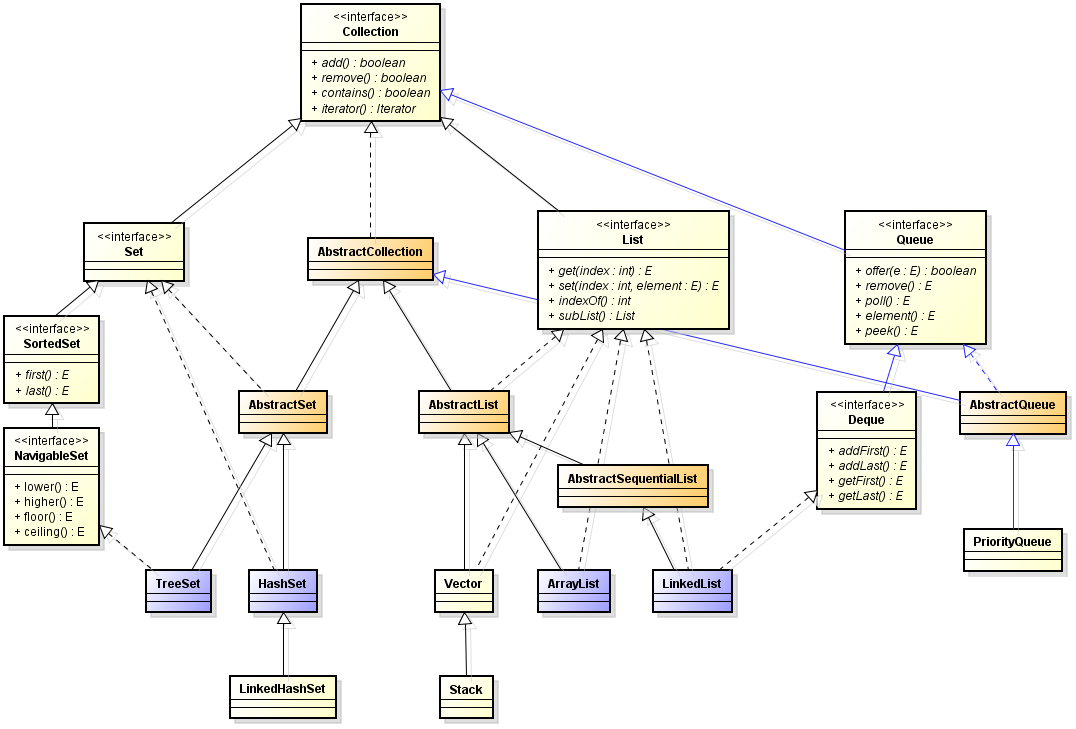 <<interface>>
Collection
+ add() : boolean
+ remove() : boolean
+ contains() : boolean
+ iterator() : Iterator
<<interface>>
Set
AbstractCollection
<<interface>>
List
+ get(index : int) : E
+ set(index : int, element : E) : E
+ indexOf() : int
+ subList() : List
<<interface>>
Queue
+ offer(e : E) : boolean
+ remove() : E
+ poll() : E
+ element() : E
+ peek() : E
<<interface>>
SortedSet
+ first() : E
+ last() : E
AbstractSet
AbstractList
<<interface>>
Deque
+ addFirst() : E
+ addLast() : E
+ getFirst() : E
+ getLast() : E
AbstractQueue
<<interface>>
NavigableSet
+ lower() : E
+ higher() : E
+ floor() : E
+ ceiling() : E
AbstractSequentialList
PriorityQueue
TreeSet
HashSet
Vector
ArrayList
LinkedList
LinkedHashSet
Stack